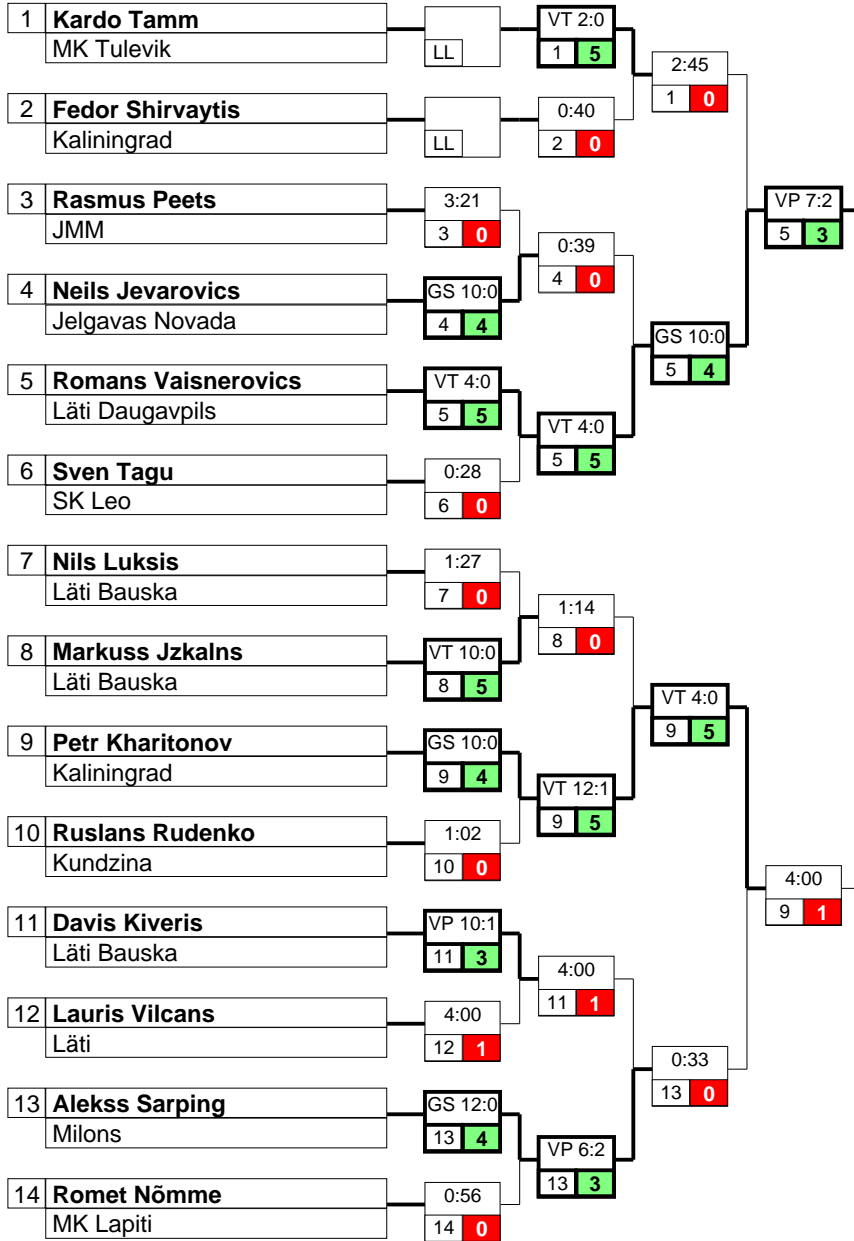 1 Kardo Tamm
MK Tulevik
LL
VT 2:0
1 5
2:45
1 0
2 Fedor Shirvaytis
Kaliningrad
LL
0:40
2 0
3 Rasmus Peets
JMM
3:21
3 0
0:39
4 0
VP 7:2
5 3
4 Neils Jevarovics
Jelgavas Novada
GS 10:0
4 4
GS 10:0
5 4
5 Romans Vaisnerovics
Läti Daugavpils
VT 4:0
5 5
VT 4:0
5 5
6 Sven Tagu
SK Leo
0:28
6 0
7 Nils Luksis
Läti Bauska
1:27
7 0
1:14
8 0
8 Markuss Jzkalns
Läti Bauska
VT 10:0
8 5
VT 4:0
9 5
9 Petr Kharitonov
Kaliningrad
GS 10:0
9 4
VT 12:1
9 5
10 Ruslans Rudenko
Kundzina
1:02
10 0
4:00
9 1
11 Davis Kiveris
Läti Bauska
VP 10:1
11 3
4:00
11 1
12 Lauris Vilcans
Läti
4:00
12 1
0:33
13 0
13 Alekss Sarping
Milons
GS 12:0
13 4
VP 6:2
13 3
14 Romet Nõmme
MK Lapiti
0:56
14 0